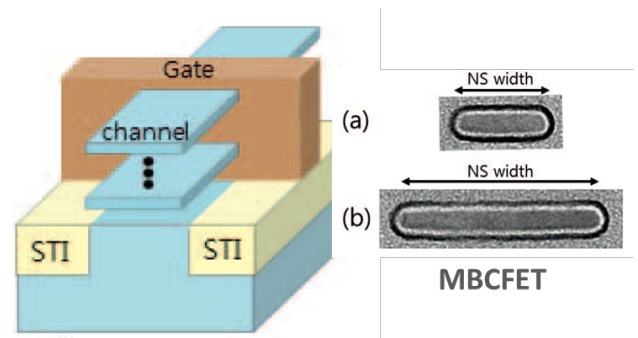 Gate
channel
STI
STI
(a)
NS width
(b)
NS width
MBCFET